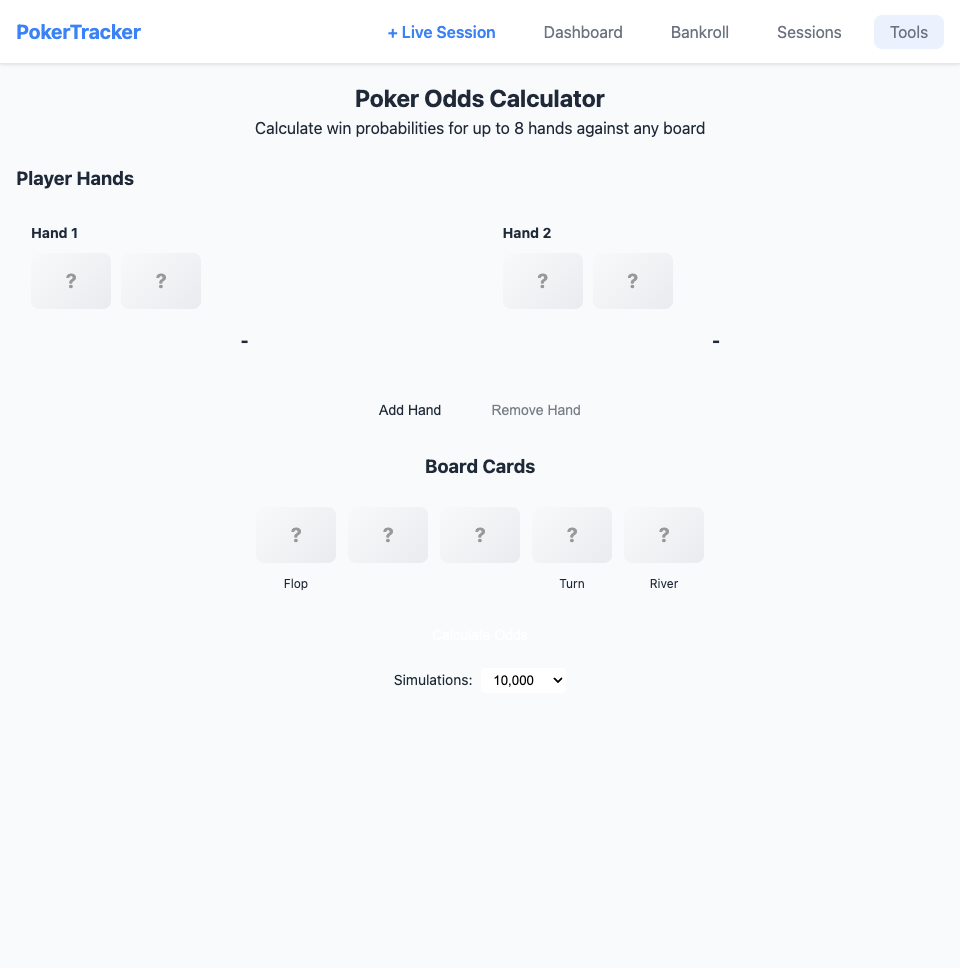 PokerTracker
+ Live Session Dashboard Bankroll Sessions Tools
Poker Odds Calculator
Calculate win probabilities for up to 8 hands against any board
Player Hands
Hand 1 Hand 2
? ? ? ?
- -
Add Hand Remove Hand
Board Cards
? ? ? ? ?
Flop Turn River
Calculate Odds
Simulations: 10,000